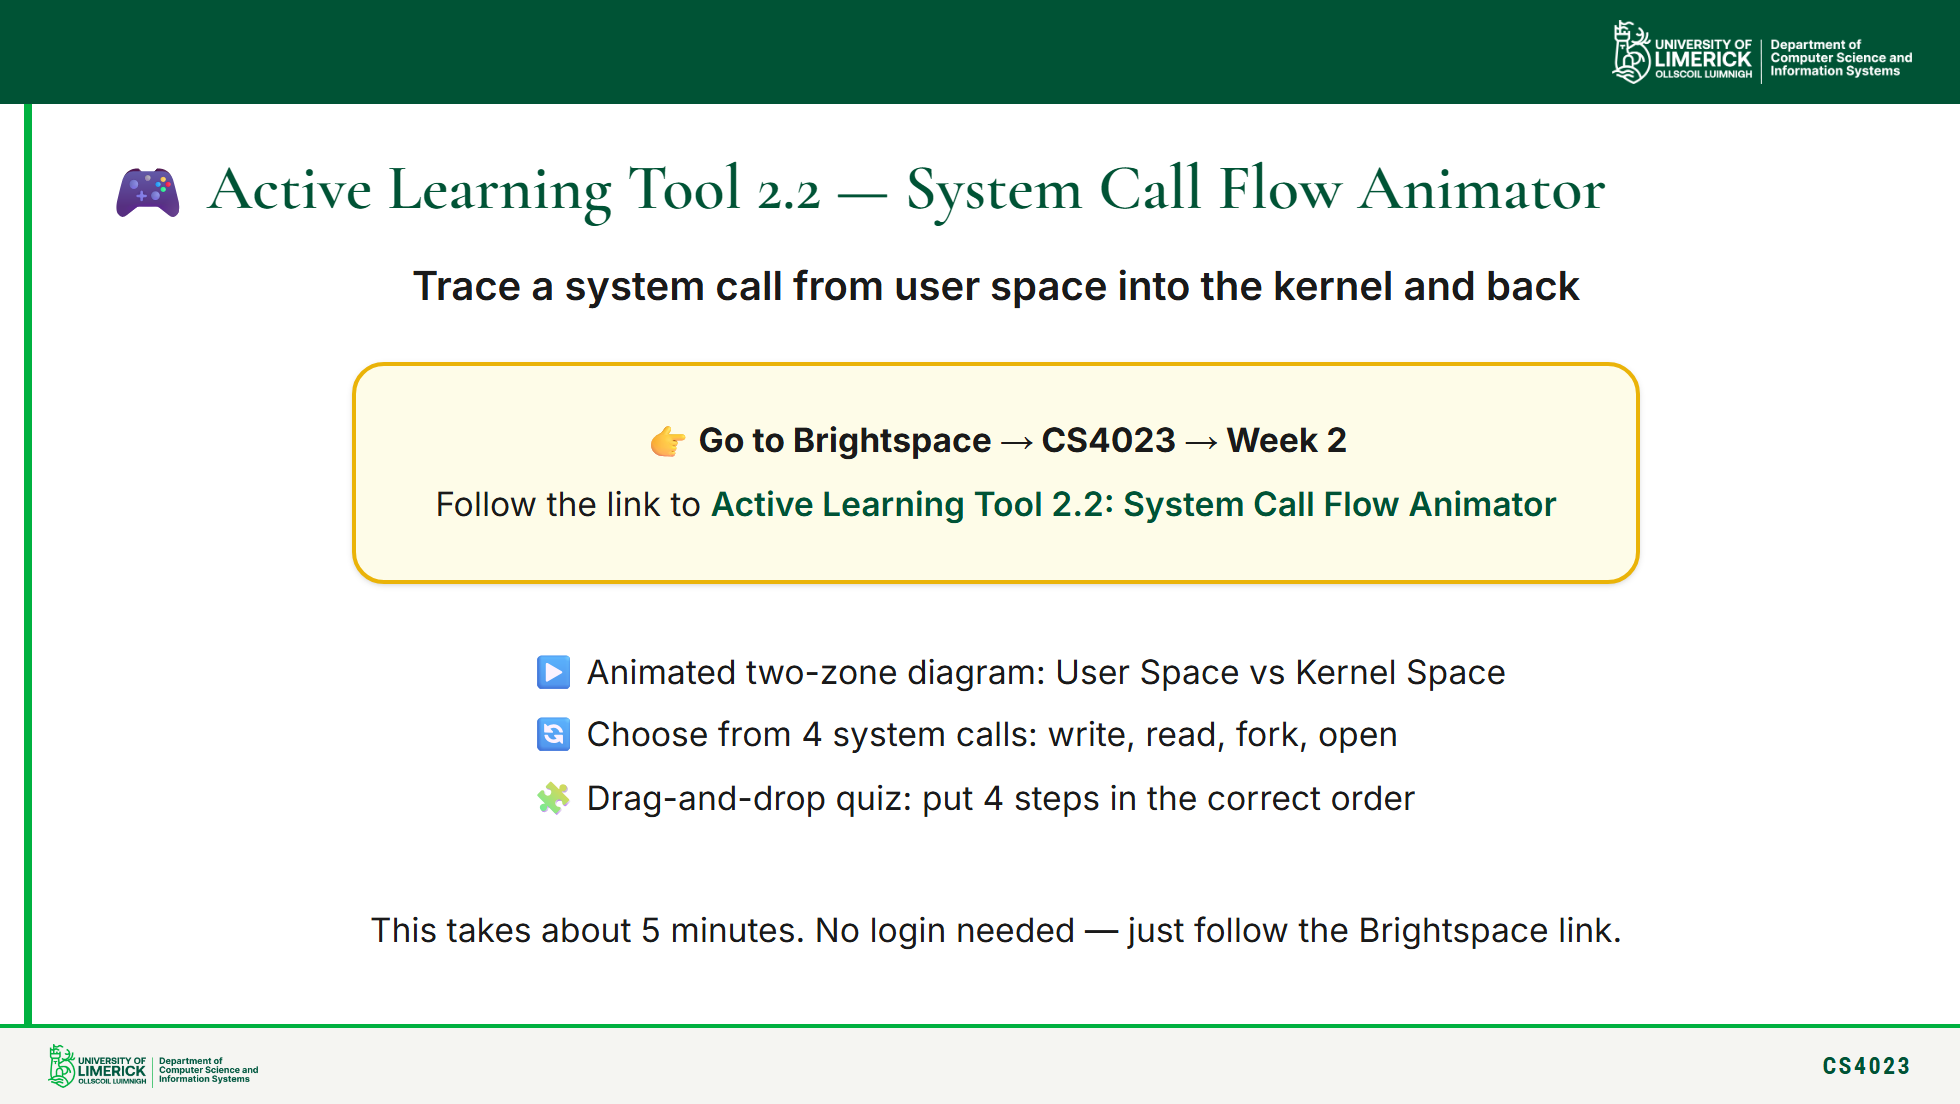 UNIVERSITY OF
LIMERICK
OLLSCOIL LUIMNIGH
Department of
Computer Science and
Information Systems
Active Learning Tool 2.2 — System Call Flow Animator
Trace a system call from user space into the kernel and back
Go to Brightspace → CS4023 → Week 2
Follow the link to Active Learning Tool 2.2: System Call Flow Animator
Animated two-zone diagram: User Space vs Kernel Space
Choose from 4 system calls: write, read, fork, open
Drag-and-drop quiz: put 4 steps in the correct order
This takes about 5 minutes. No login needed — just follow the Brightspace link.
UNIVERSITY OF
LIMERICK
OLLSCOIL LUIMNIGH
Department of
Computer Science and
Information Systems
CS4023